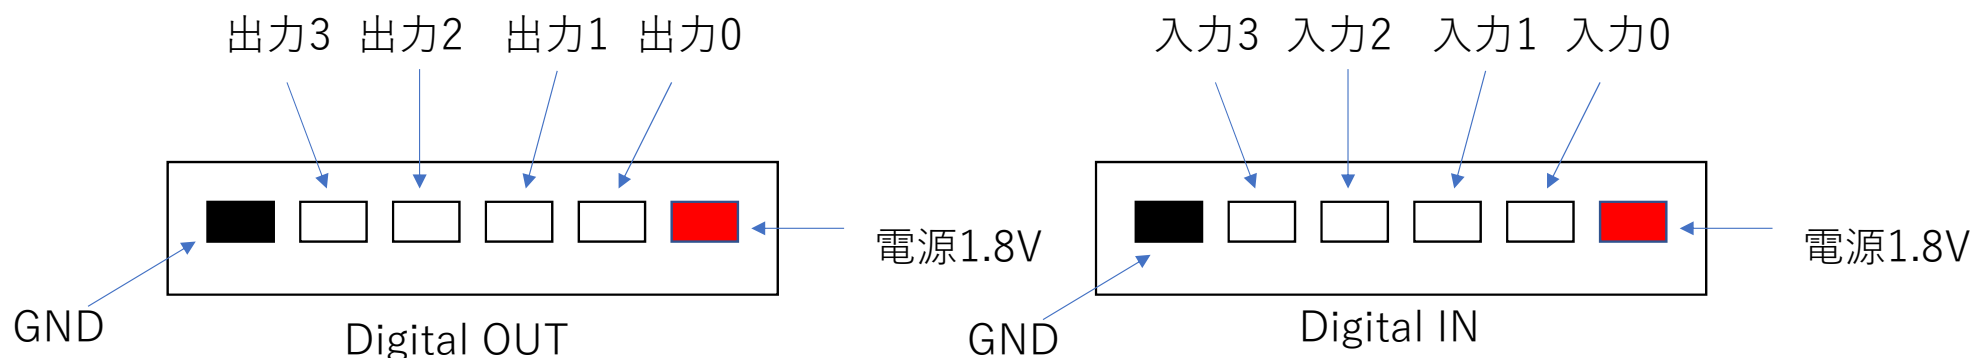 出力3 出力2 出力1 出力0
入力3 入力2 入力1 入力0
電源1.8V
電源1.8V
GND
Digital OUT
GND
Digital IN